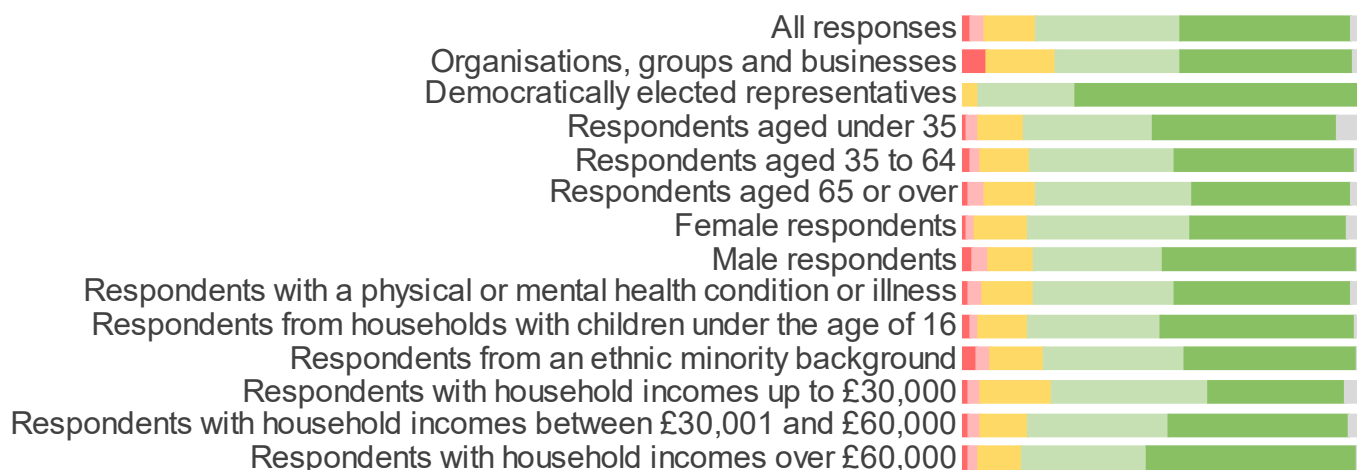 All responses
Organisations, groups and businesses
Democratically elected representatives
Respondents aged under 35
Respondents aged 35 to 64
Respondents aged 65 or over
Female respondents
Male respondents
Respondents with a physical or mental health condition or illness
Respondents from households with children under the age of 16
Respondents from an ethnic minority background
Respondents with household incomes up to £30,000
Respondents with household incomes between £30,001 and £60,000
Respondents with household incomes over £60,000